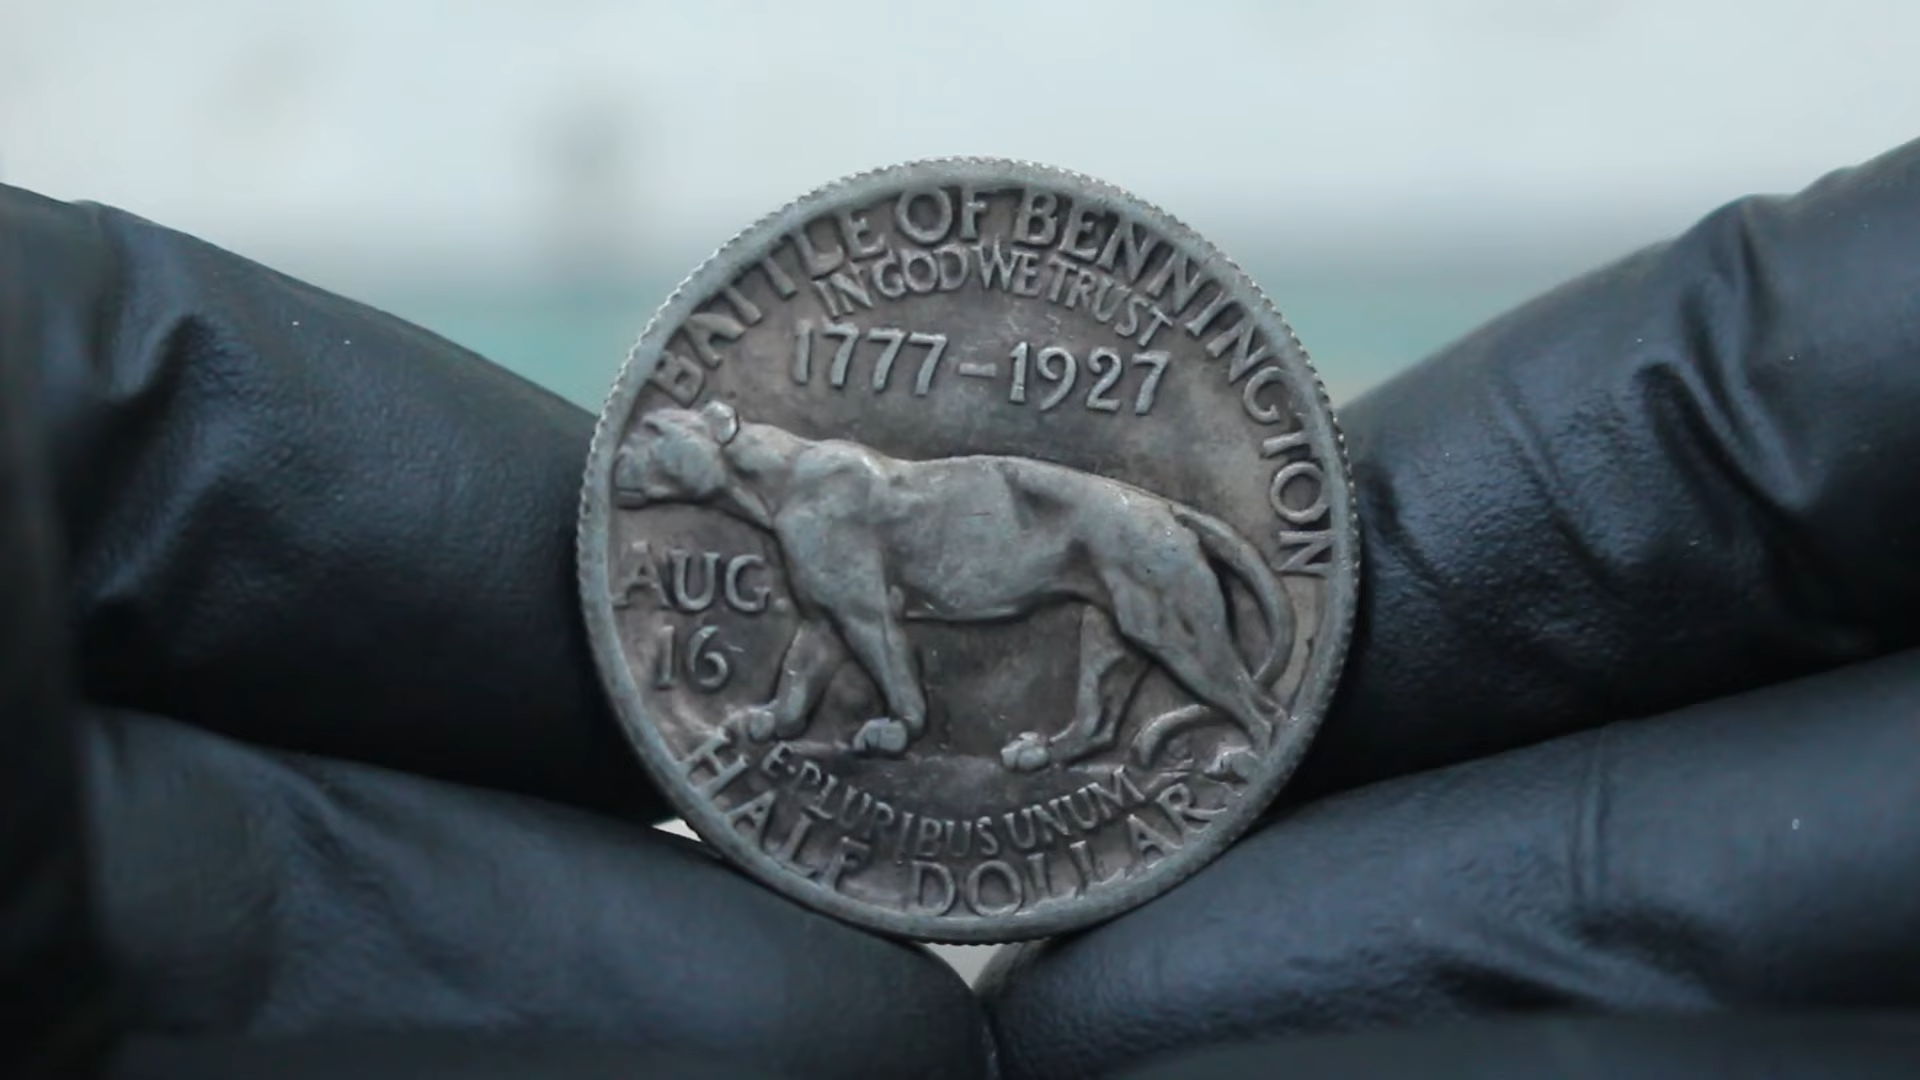 BATTLE OF BENNINGTON
IN GOD WE TRUST
1777-1927
AUG.
16
E·PLURIBUS UNUM
HALF DOLLAR